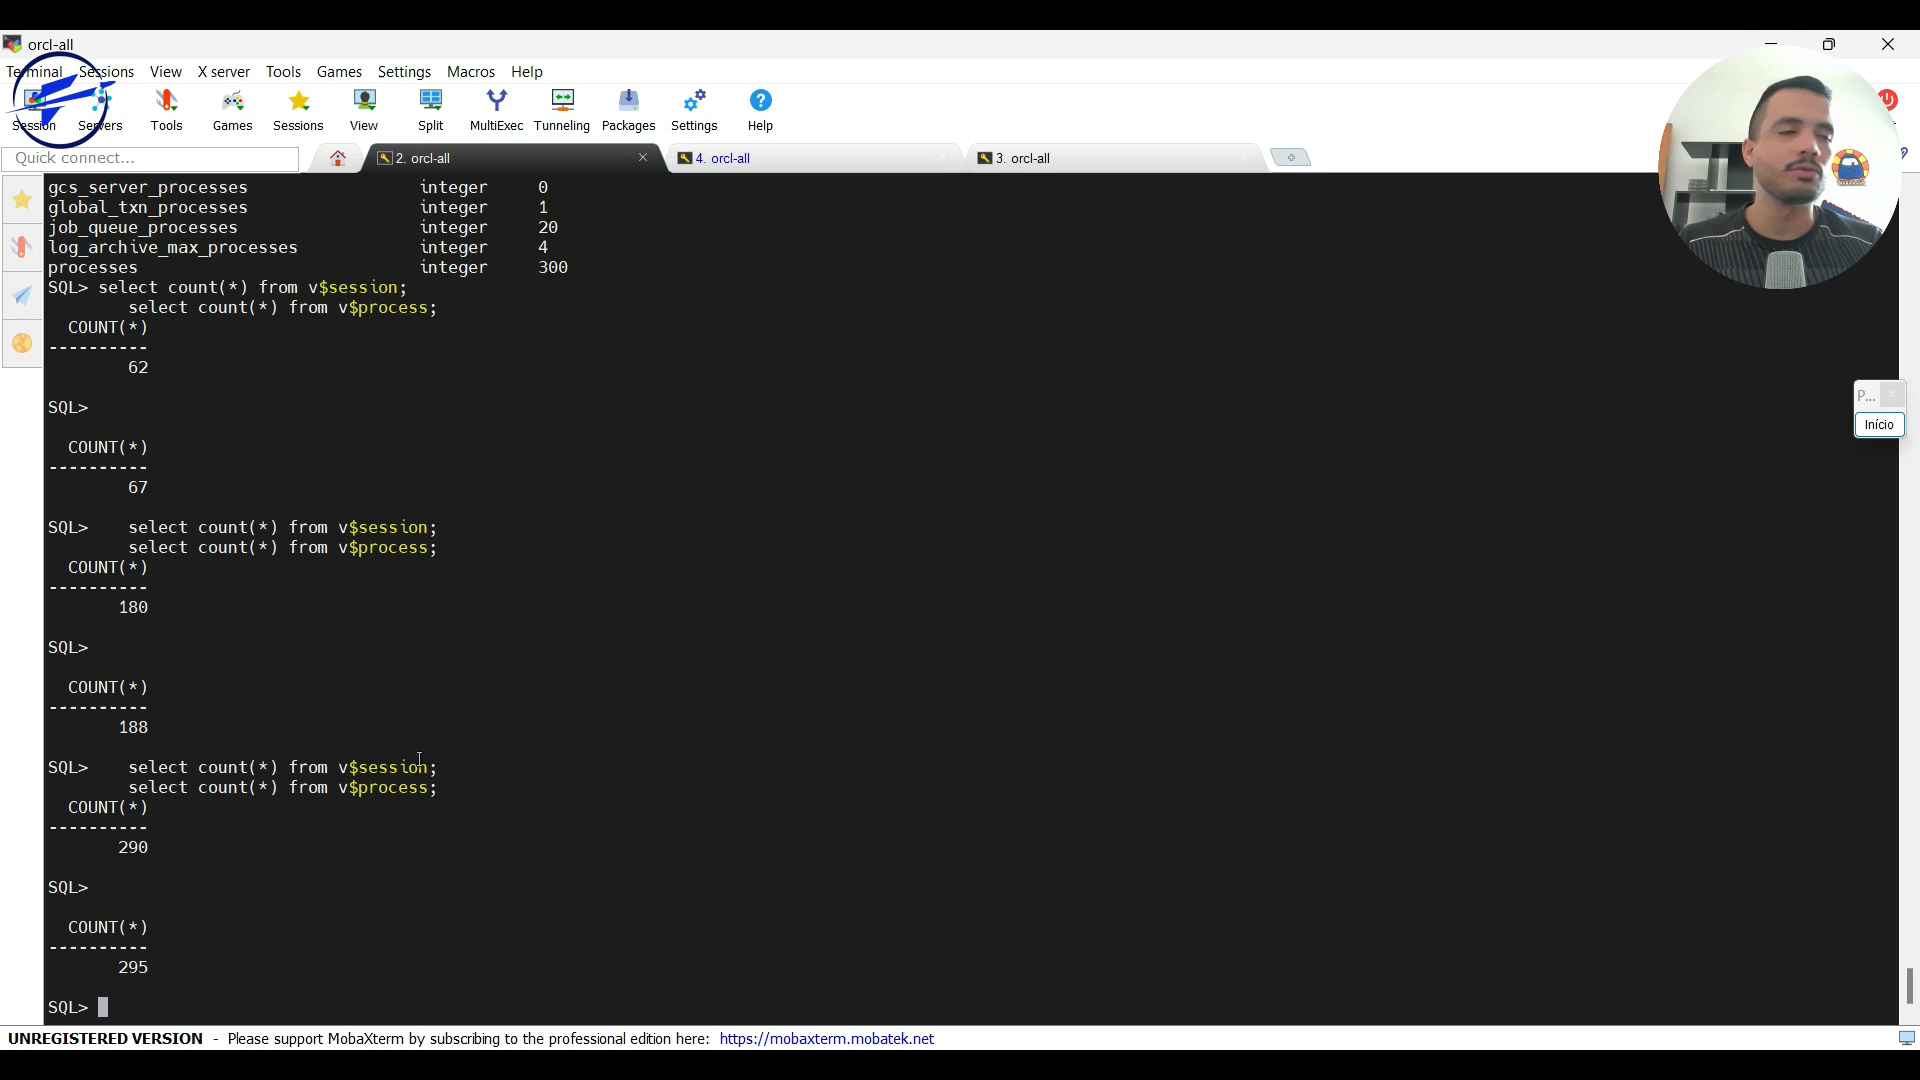 orcl-all
Terminal Sessions View X server Tools Games Settings Macros Help
Session Servers Tools Games Sessions View Split MultiExec Tunneling Packages Settings Help
Quick connect...
2. orcl-all
4. orcl-all
3. orcl-all
gcs_server_processes integer 0
global_txn_processes integer 1
job_queue_processes integer 20
log_archive_max_processes integer 4
processes integer 300
SQL> select count(*) from v$session;
select count(*) from v$process;
COUNT(*)
----------
62
SQL>
COUNT(*)
----------
67
SQL> select count(*) from v$session;
select count(*) from v$process;
COUNT(*)
----------
180
SQL>
COUNT(*)
----------
188
SQL> select count(*) from v$session;
select count(*) from v$process;
COUNT(*)
----------
290
SQL>
COUNT(*)
----------
295
SQL>
P...
Início
UNREGISTERED VERSION - Please support MobaXterm by subscribing to the professional edition here: https://mobaxterm.mobatek.net